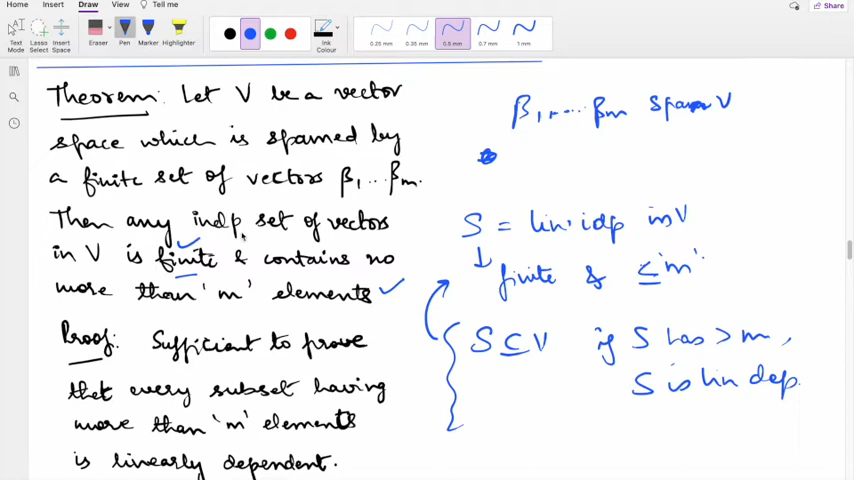 Home Insert Draw View Tell me
Share
Text Mode
Lasso Select
Insert Space
Eraser
Pen
Marker
Highlighter
Ink Colour
0.25 mm
0.35 mm
0.5 mm
0.7 mm
1 mm
Theorem: Let V be a vector
space which is spanned by
a finite set of vectors β₁...βm.
Then any indp set of vectors
in V is finite & contains no
more than 'm' elements
Proof: Sufficient to prove
that every subset having
more than 'm' elements
is linearly dependent.
β₁, .... βm span V
S = lin. idp in V
↓ finite & ≤ 'm'
S ⊆ V if S has > m,
S is lin dep.